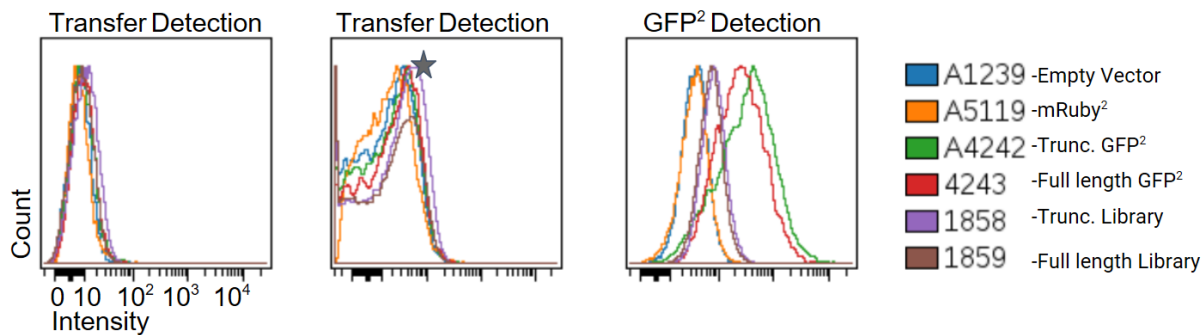 Transfer Detection
Transfer Detection
GFP² Detection
Count
0 10 10² 10³ 10⁴
Intensity
A1239 -Empty Vector
A5119 -mRuby²
A4242 -Trunc. GFP²
4243 -Full length GFP²
1858 -Trunc. Library
1859 -Full length Library